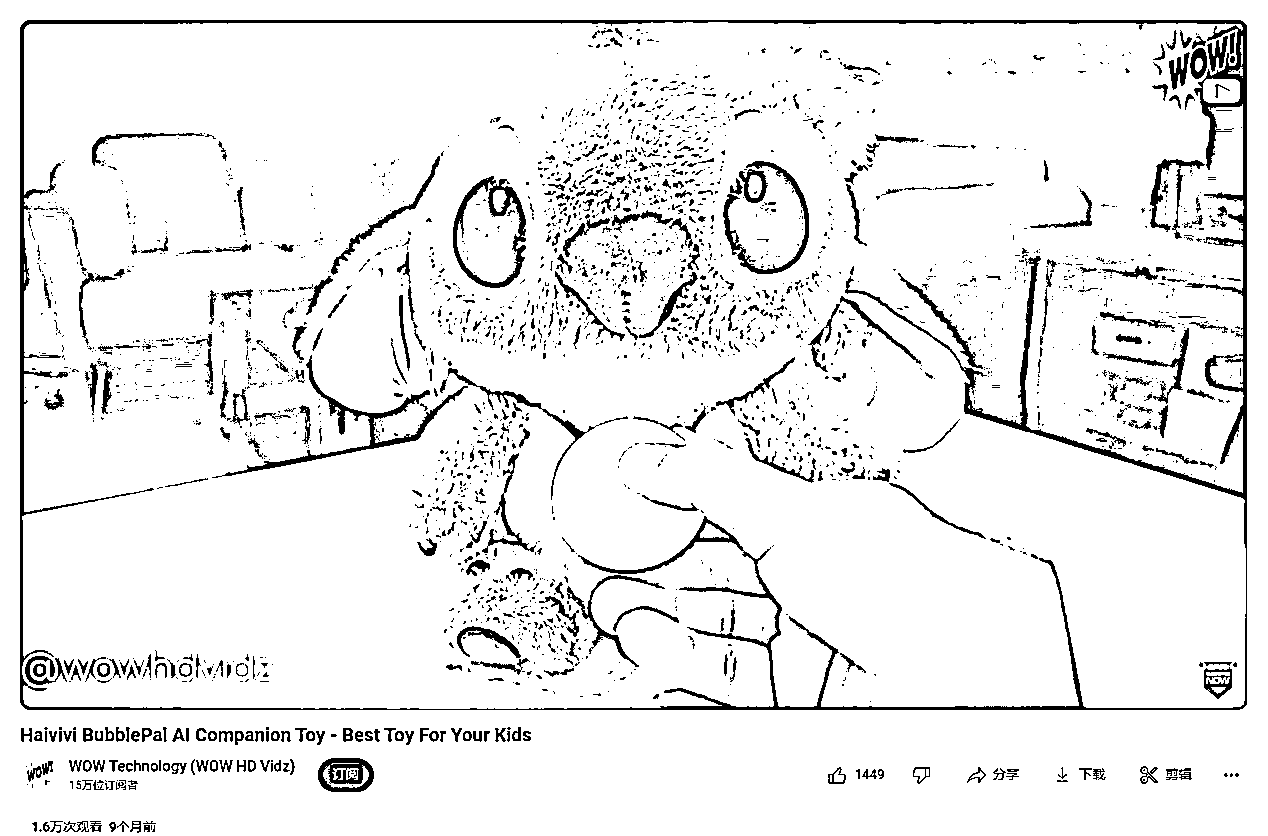 WOW!
@wowhdvidz
NOW
Haivivi BubblePal AI Companion Toy - Best Toy For Your Kids
WOW! WOW Technology (WOW HD Vidz) 订阅
15万位订阅者
1449 分享 下载 剪辑 ...
1.6万次观看 9个月前